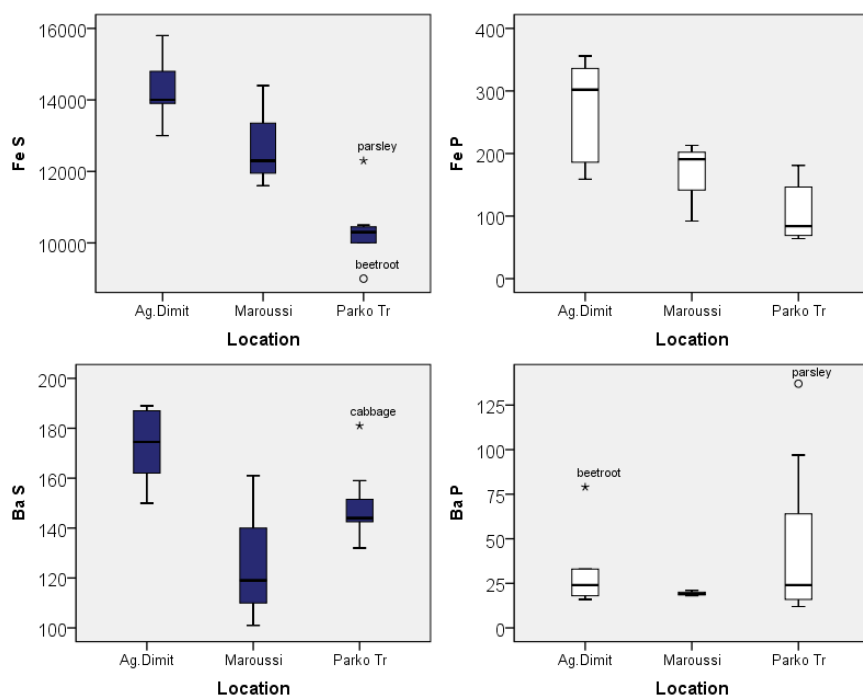 16000
14000
12000
10000
Fe S
parsley
beetroot
Ag.Dimit Maroussi Parko Tr
Location
400
300
200
100
0
Fe P
Ag.Dimit Maroussi Parko Tr
Location
200
180
160
140
120
100
Ba S
cabbage
Ag.Dimit Maroussi Parko Tr
Location
125
100
75
50
25
0
Ba P
beetroot
parsley
Ag.Dimit Maroussi Parko Tr
Location